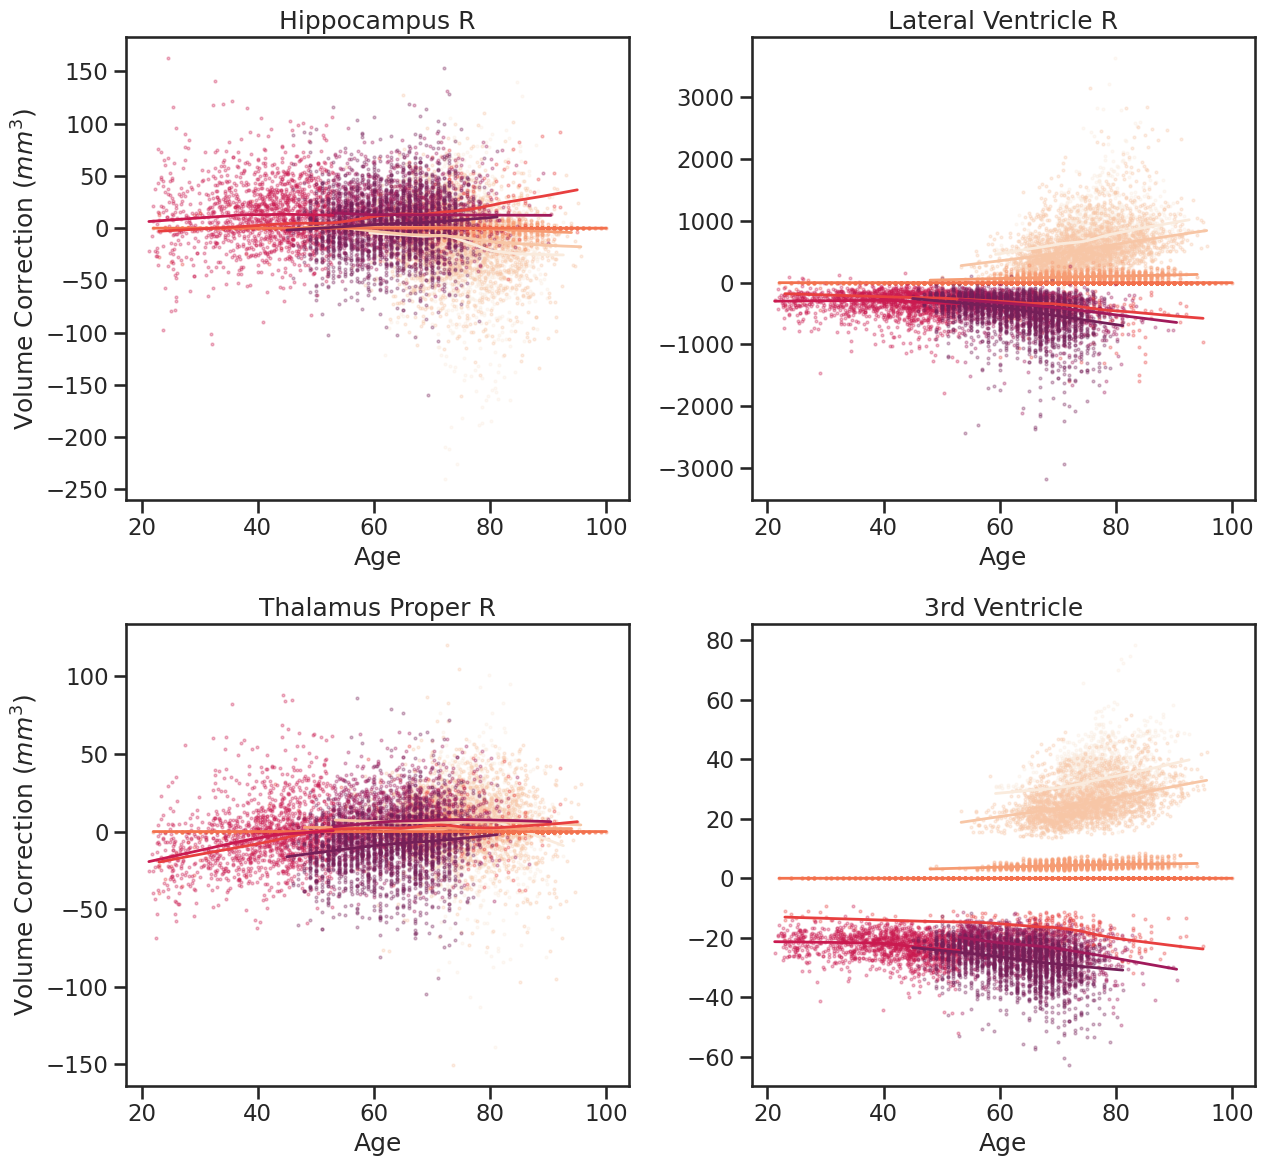 Hippocampus R
Lateral Ventricle R
Volume Correction (mm³)
150
100
50
0
−50
−100
−150
−200
−250
20 40 60 80 100
Age
3000
2000
1000
0
−1000
−2000
−3000
20 40 60 80 100
Age
Thalamus Proper R
3rd Ventricle
Volume Correction (mm³)
100
50
0
−50
−100
−150
20 40 60 80 100
Age
80
60
40
20
0
−20
−40
−60
20 40 60 80 100
Age